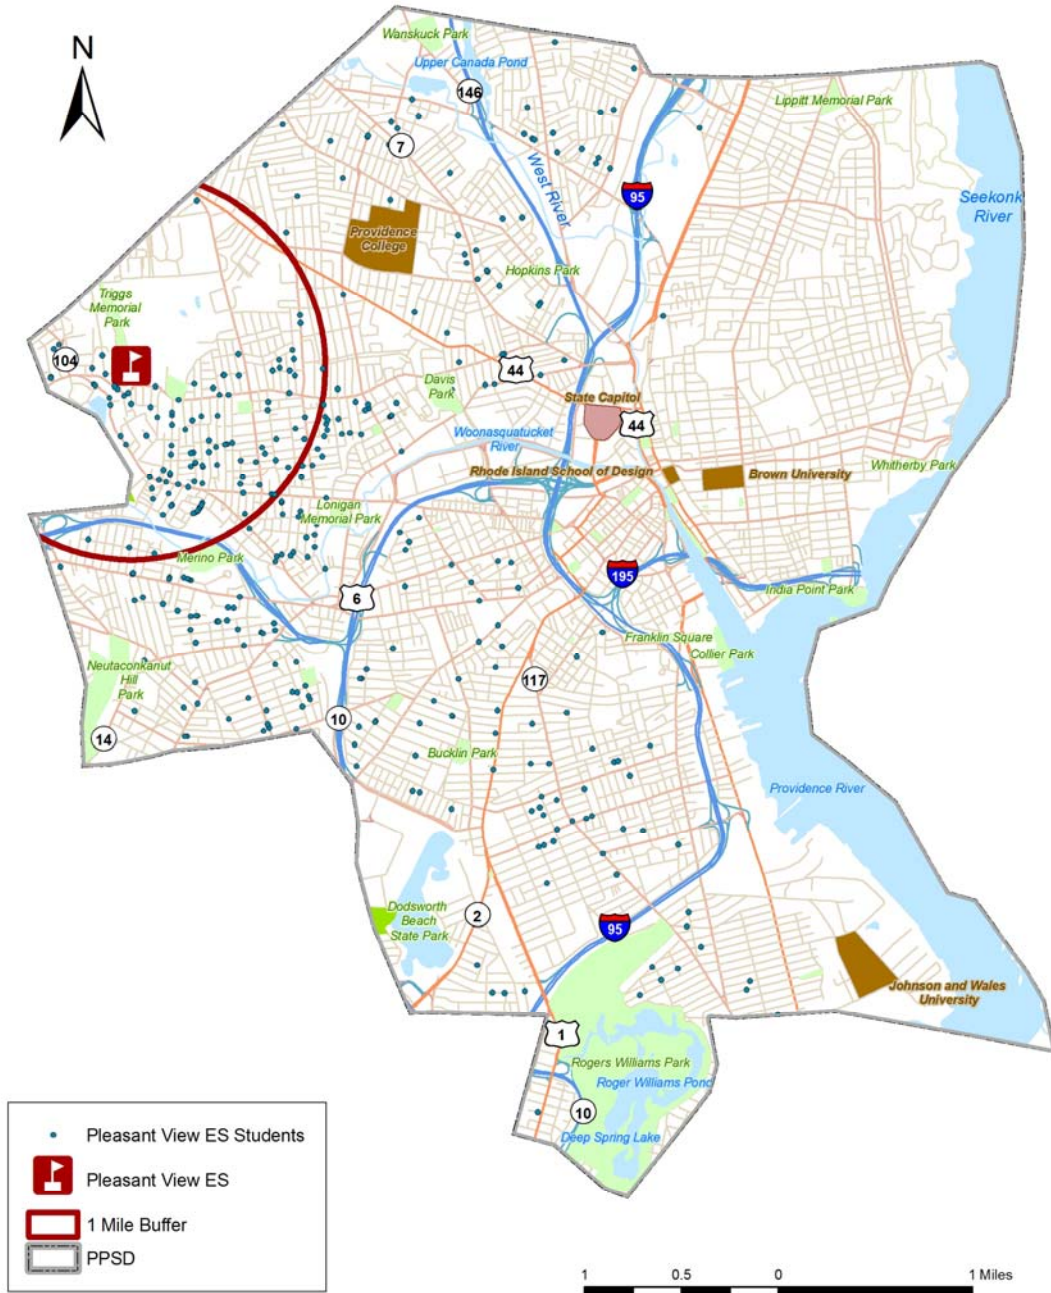 N
Wanskuck Park
Upper Canada Pond
146
Lippitt Memorial Park
7
West River
95
Seekonk
River
Providence
College
Hopkins Park
Triggs
Memorial
Park
104
44
Davis
Park
State Capitol
44
Woonasquatucket
River
Rhode Island School of Design
Brown University
Whitherby Park
Lonigan
Memorial Park
Merino Park
6
195
India Point Park
Franklin Square
Collier Park
Neutaconkanut
Hill
Park
117
10
14
Bucklin Park
Providence River
Dodsworth
Beach
State Park
2
95
Johnson and Wales
University
1
Rogers Williams Park
Roger Williams Pond
10
Deep Spring Lake
Pleasant View ES Students
Pleasant View ES
1 Mile Buffer
PPSD
1 0.5 0 1 Miles